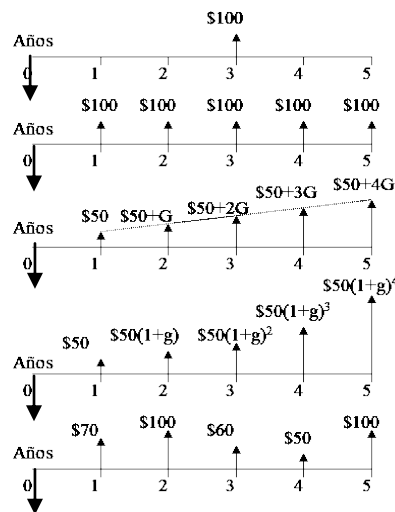 $100
Años
0 1 2 3 4 5
$100 $100 $100 $100 $100
Años
0 1 2 3 4 5
$50 $50+G $50+2G $50+3G $50+4G
Años
0 1 2 3 4 5
$50 $50(1+g) $50(1+g)² $50(1+g)³ $50(1+g)⁴
Años
0 1 2 3 4 5
$70 $100 $60 $50 $100
Años
0 1 2 3 4 5